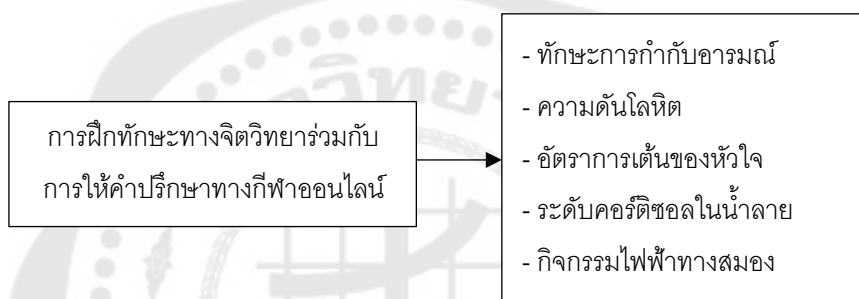 การฝึกทักษะทางจิตวิทยาร่วมกับ
การให้คำปรึกษาทางกีฬาออนไลน์
- ทักษะการกำกับอารมณ์
- ความดันโลหิต
- อัตราการเต้นของหัวใจ
- ระดับคอร์ติซอลในน้ำลาย
- กิจกรรมไฟฟ้าทางสมอง